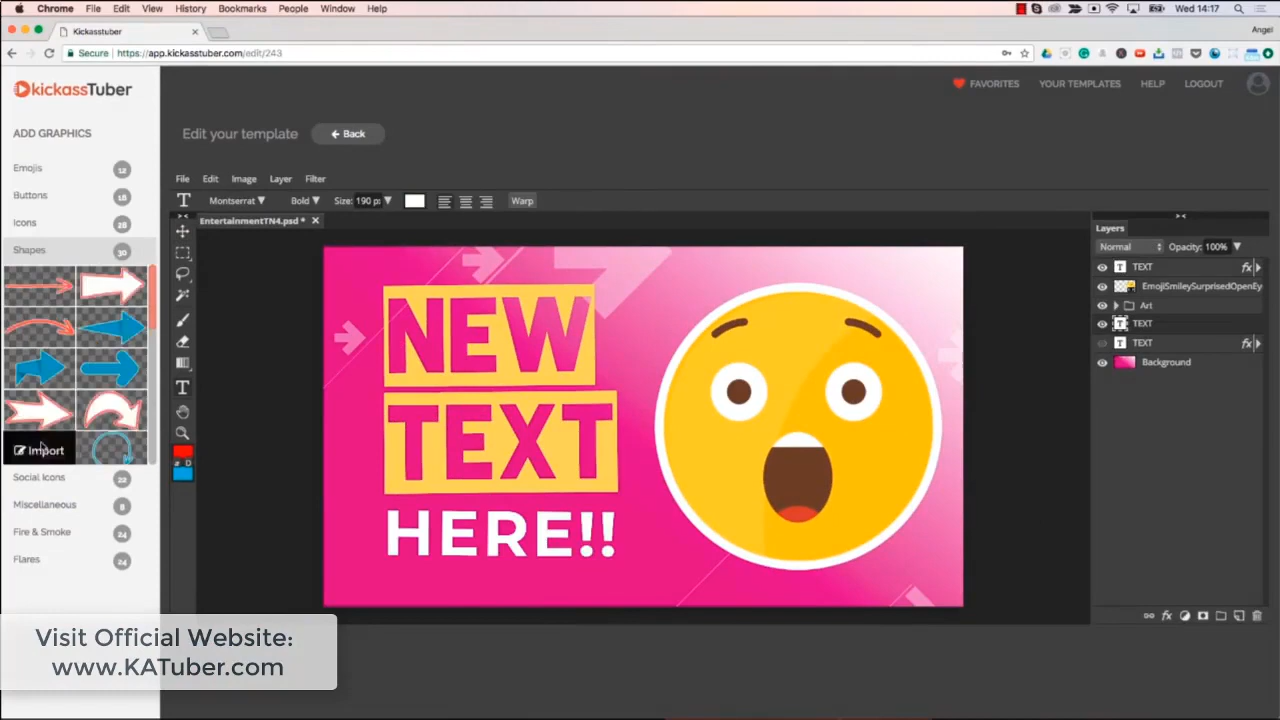 Chrome File Edit View History Bookmarks People Window Help Wed 14:17
Kickasstuber Angel
Secure https://app.kickasstuber.com/edit/243
kickassTuber FAVORITES YOUR TEMPLATES HELP LOGOUT
ADD GRAPHICS
Edit your template Back
Emojis 12
Buttons 18
Icons 28
Shapes 30
Import
Social Icons 22
Miscellaneous 8
Fire & Smoke 24
Flares 24
File Edit Image Layer Filter
T Montserrat Bold Size: 190 px Warp
EntertainmentTN4.psd *
NEW
TEXT
HERE!!
T
D
Layers
Normal Opacity: 100%
T TEXT fx
EmojiSmileySurprisedOpenEy
Art
T TEXT
T TEXT fx
Background
fx
Visit Official Website:
www.KATuber.com